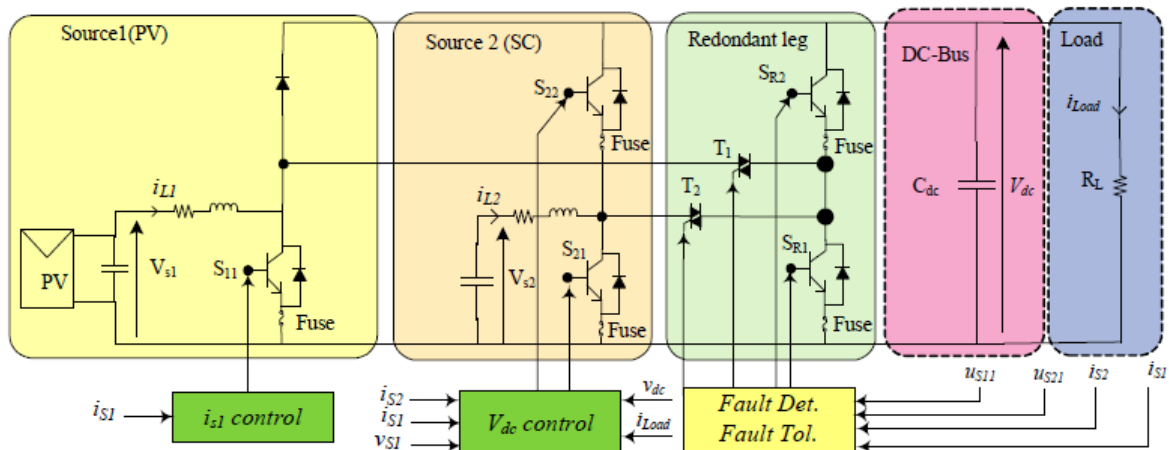 Source1(PV)
Source 2 (SC)
Redondant leg
DC-Bus
Load
S22
SR2
iLoad
Fuse
Fuse
T1
T2
iL1
iL2
Cdc
Vdc
RL
PV
Vs1
S11
Vs2
S21
SR1
Fuse
Fuse
Fuse
uS11
uS21
iS2
iS1
iS1
is1 control
iS2
iS1
vS1
Vdc control
vdc
iLoad
Fault Det.
Fault Tol.